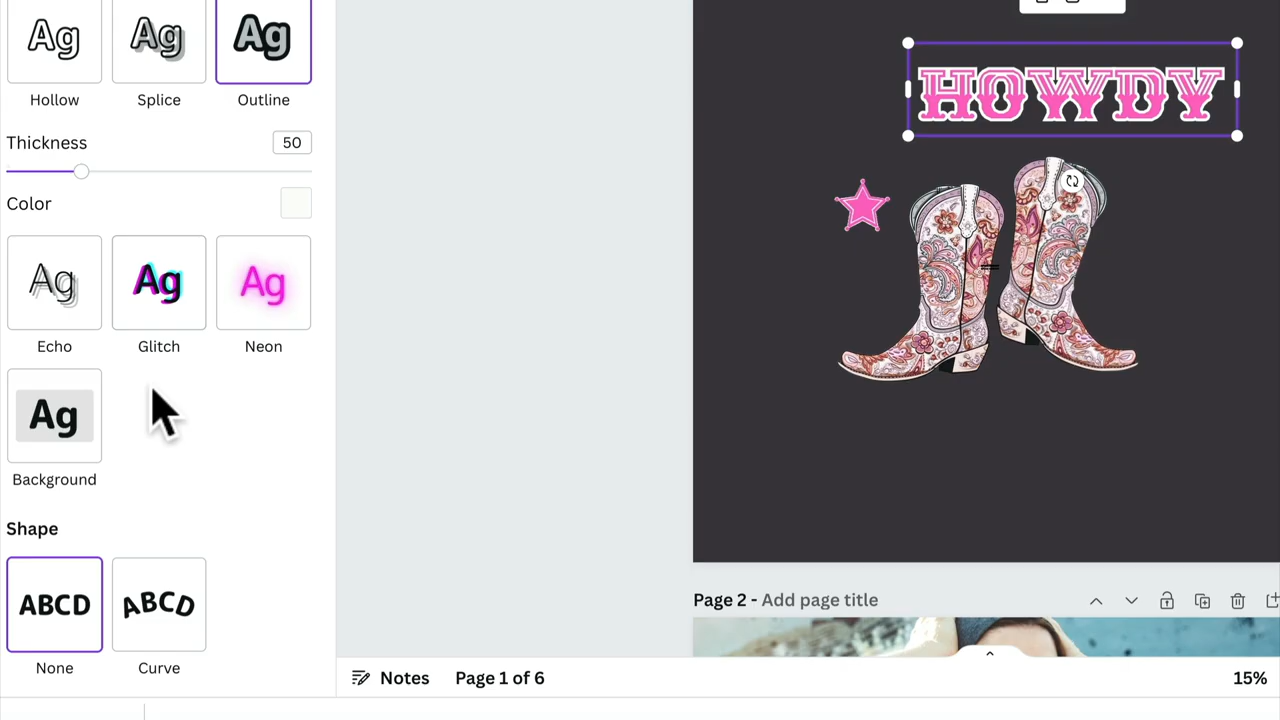 Ag Ag Ag
Hollow Splice Outline
HOWDY
Thickness 50
Color
Ag Ag Ag
Echo Glitch Neon
Ag
Background
Shape
ABCD ABCD
None Curve
Page 2 - Add page title
Notes Page 1 of 6 15%